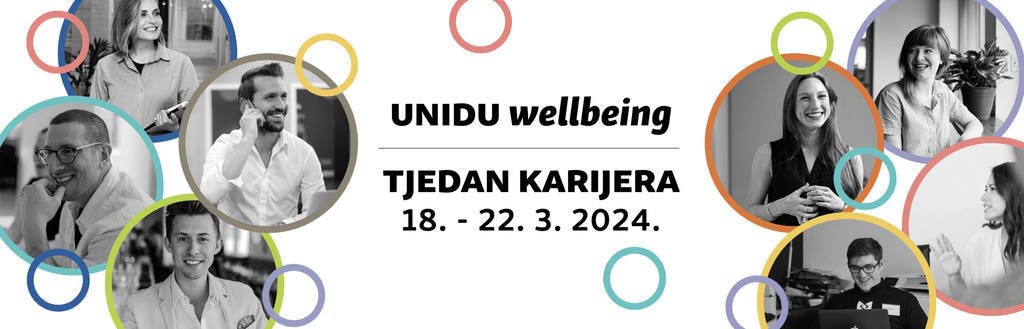 UNIDU wellbeing
TJEDAN KARIJERA
18. - 22. 3. 2024.